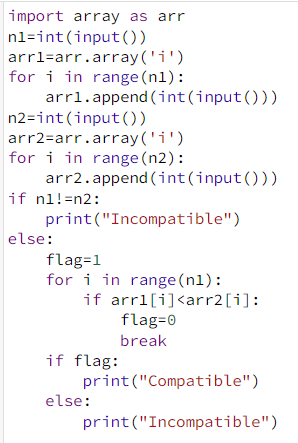 import array as arr
n1=int(input())
arr1=arr.array('i')
for i in range(n1):
    arr1.append(int(input()))
n2=int(input())
arr2=arr.array('i')
for i in range(n2):
    arr2.append(int(input()))
if n1!=n2:
    print("Incompatible")
else:
    flag=1
    for i in range(n1):
        if arr1[i]<arr2[i]:
            flag=0
            break
    if flag:
        print("Compatible")
    else:
        print("Incompatible")